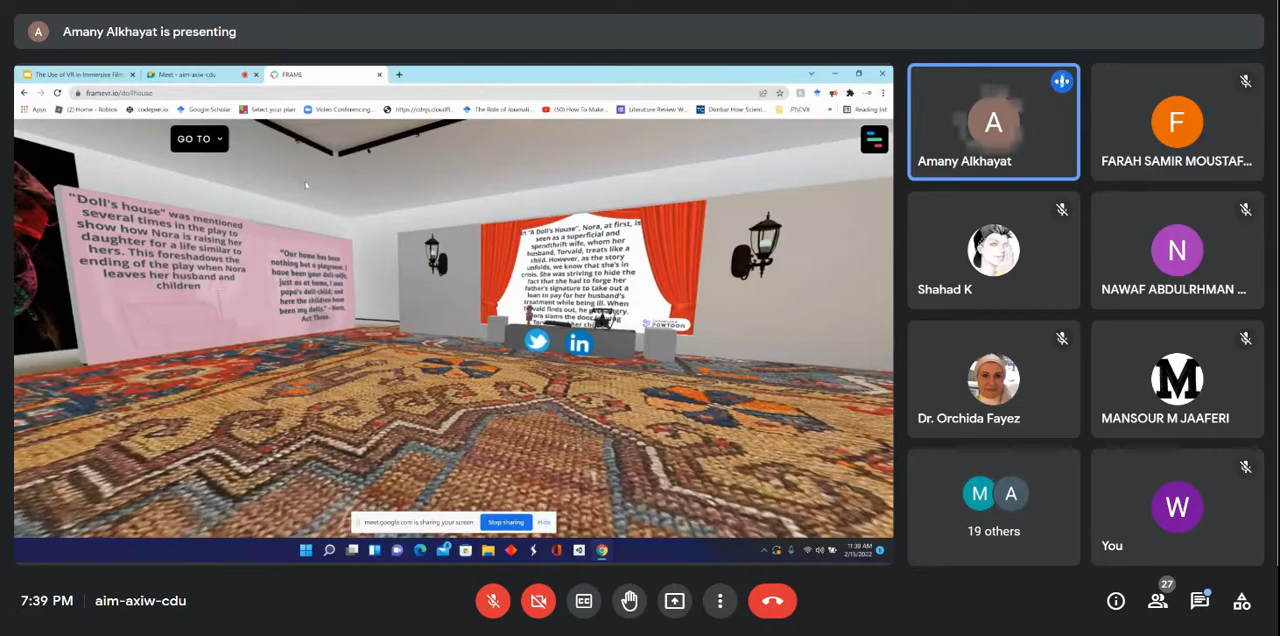 A
Amany Alkhayat is presenting
The Use of VR in Immersive Film
Meet - aim-axiw-cdu
FRAME
framevr.io/dollhouse
Apps
(2) Home - Roblox
codepen.io
Google Scholar
Select your plan
Video Conferencing,
https://cdnjs.cloudfl
The Role of Journali
(50) How To Make
Literature Review W
Dunbar How, Scient
Reading list
GO TO
"Doll's house" was mentioned
several times in the play to
show how Nora is raising her
daughter for a life similar to
hers. This foreshadows the
ending of the play when Nora
leaves her husband and
children
"Our home has been
nothing but a playpen. I
have been your doll-wife,
just as at home, I was
papa's doll-child; and
here the children have
been my dolls." - Nora,
Act Three.
in "A Doll's House", Nora, at first, is
seen as a superficial and
spendthrift wife, whom her
husband, Torvald, treats like a
child. However, as the story
unfolds, we know that she's in
crisis. She was striving to hide the
fact that she had to forge her
father's signature to take out a
loan to pay for her husband's
treatment while being ill. When
finds out, he
slams the door
her
POWTOON
in
meet.google.com is sharing your screen.
Stop sharing
Hide
11:39 AM
2/15/2022
A
Amany Alkhayat
F
FARAH SAMIR MOUSTAF...
Shahad K
N
NAWAF ABDULRHMAN ...
Dr. Orchida Fayez
M
MANSOUR M JAAFERI
M A
19 others
W
You
7:39 PM
aim-axiw-cdu
CC
27